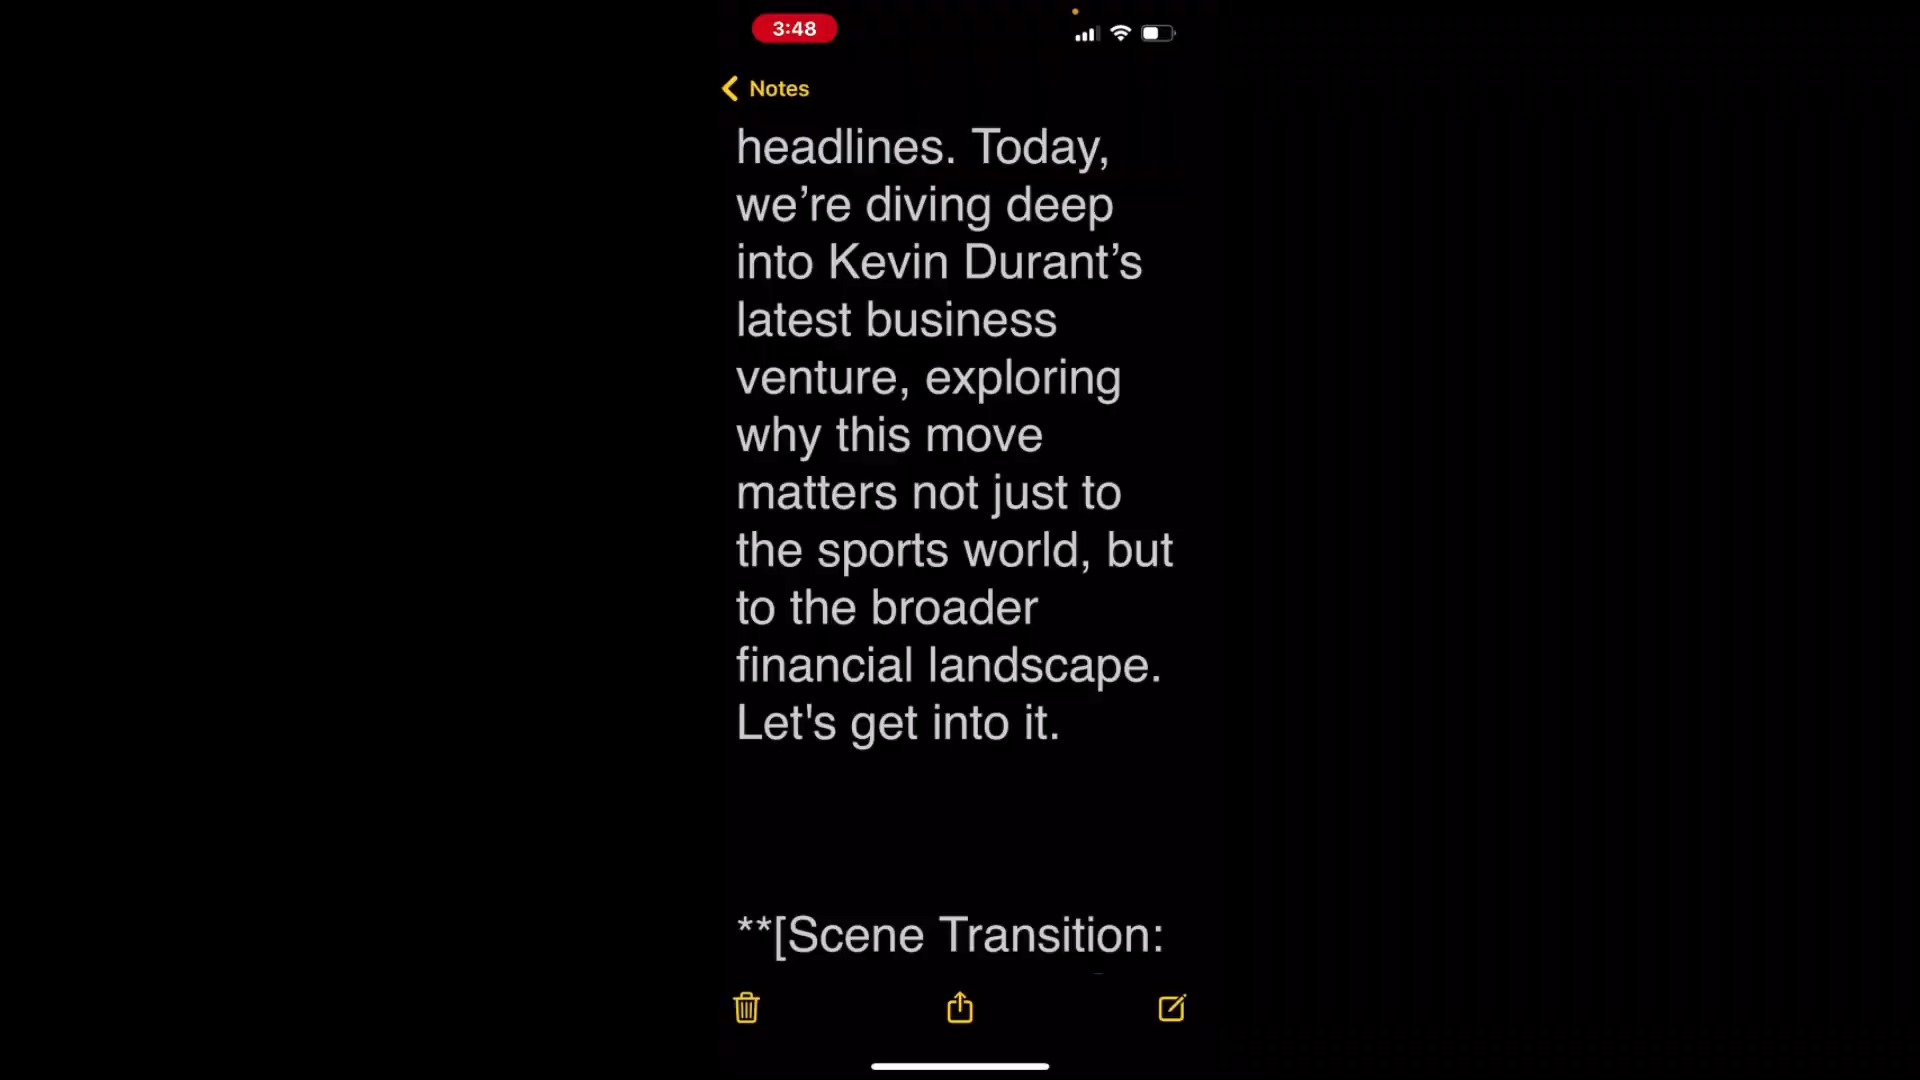 3:48
Notes
headlines. Today,
we’re diving deep
into Kevin Durant’s
latest business
venture, exploring
why this move
matters not just to
the sports world, but
to the broader
financial landscape.
Let's get into it.
**[Scene Transition: